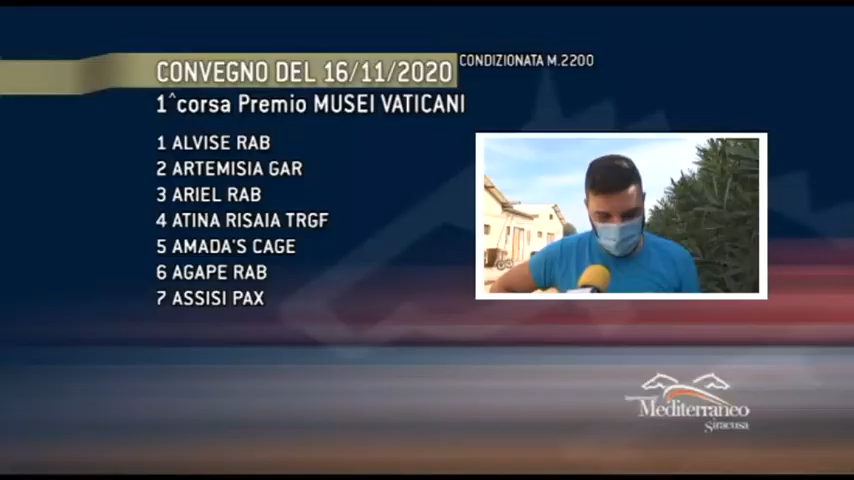 CONVEGNO DEL 16/11/2020
CONDIZIONATA M.2200
1^corsa Premio MUSEI VATICANI
1 ALVISE RAB
2 ARTEMISIA GAR
3 ARIEL RAB
4 ATINA RISAIA TRGF
5 AMADA'S CAGE
6 AGAPE RAB
7 ASSISI PAX
Mediterraneo
Siracusa